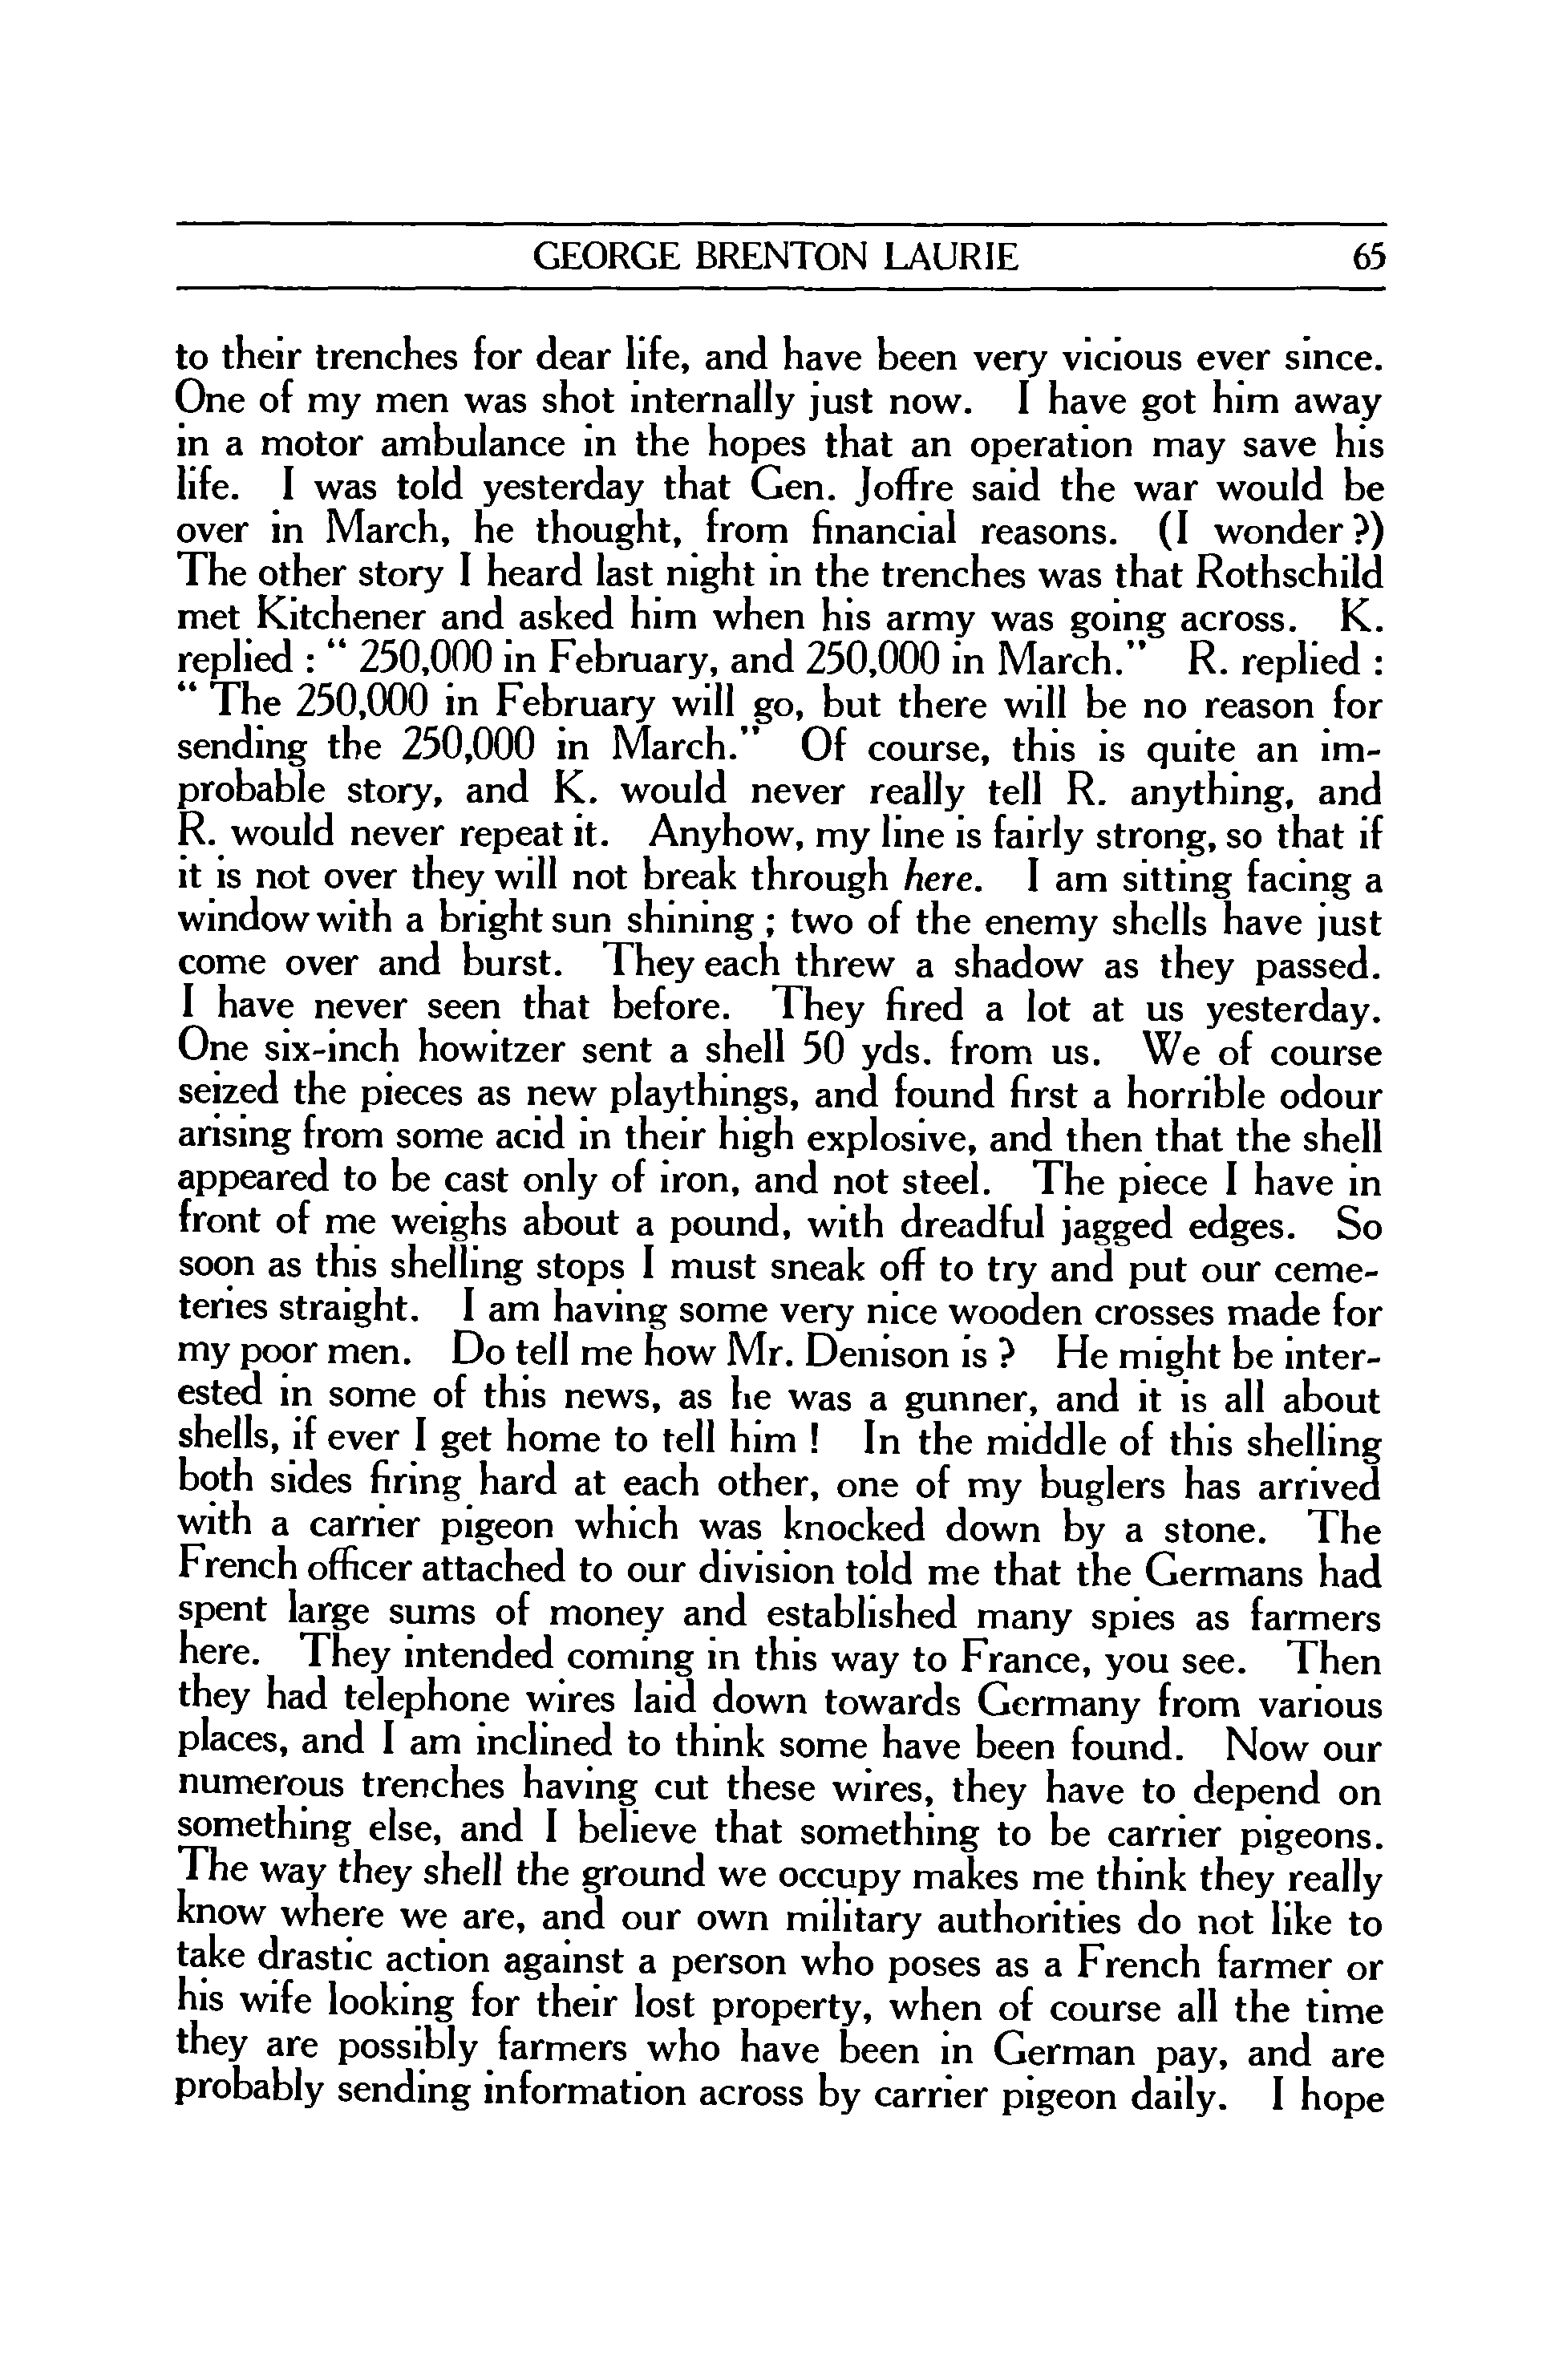 GEORGE BRENTON LAURIE 65
to their trenches for dear life, and have been very vicious ever since.
One of my men was shot internally just now. I have got him away
in a motor ambulance in the hopes that an operation may save his
life. I was told yesterday that Gen. Joffre said the war would be
over in March, he thought, from financial reasons. (I wonder ?)
The other story I heard last night in the trenches was that Rothschild
met Kitchener and asked him when his army was going across. K.
replied : “ 250,000 in February, and 250,000 in March.” R. replied :
“ The 250,000 in February will go, but there will be no reason for
sending the 250,000 in March.” Of course, this is quite an im-
probable story, and K. would never really tell R. anything, and
R. would never repeat it. Anyhow, my line is fairly strong, so that if
it is not over they will not break through here. I am sitting facing a
window with a bright sun shining ; two of the enemy shells have just
come over and burst. They each threw a shadow as they passed.
I have never seen that before. They fired a lot at us yesterday.
One six-inch howitzer sent a shell 50 yds. from us. We of course
seized the pieces as new playthings, and found first a horrible odour
arising from some acid in their high explosive, and then that the shell
appeared to be cast only of iron, and not steel. The piece I have in
front of me weighs about a pound, with dreadful jagged edges. So
soon as this shelling stops I must sneak off to try and put our ceme-
teries straight. I am having some very nice wooden crosses made for
my poor men. Do tell me how Mr. Denison is ? He might be inter-
ested in some of this news, as he was a gunner, and it is all about
shells, if ever I get home to tell him ! In the middle of this shelling
both sides firing hard at each other, one of my buglers has arrived
with a carrier pigeon which was knocked down by a stone. The
French officer attached to our division told me that the Germans had
spent large sums of money and established many spies as farmers
here. They intended coming in this way to France, you see. Then
they had telephone wires laid down towards Germany from various
places, and I am inclined to think some have been found. Now our
numerous trenches having cut these wires, they have to depend on
something else, and I believe that something to be carrier pigeons.
The way they shell the ground we occupy makes me think they really
know where we are, and our own military authorities do not like to
take drastic action against a person who poses as a French farmer or
his wife looking for their lost property, when of course all the time
they are possibly farmers who have been in German pay, and are
probably sending information across by carrier pigeon daily. I hope